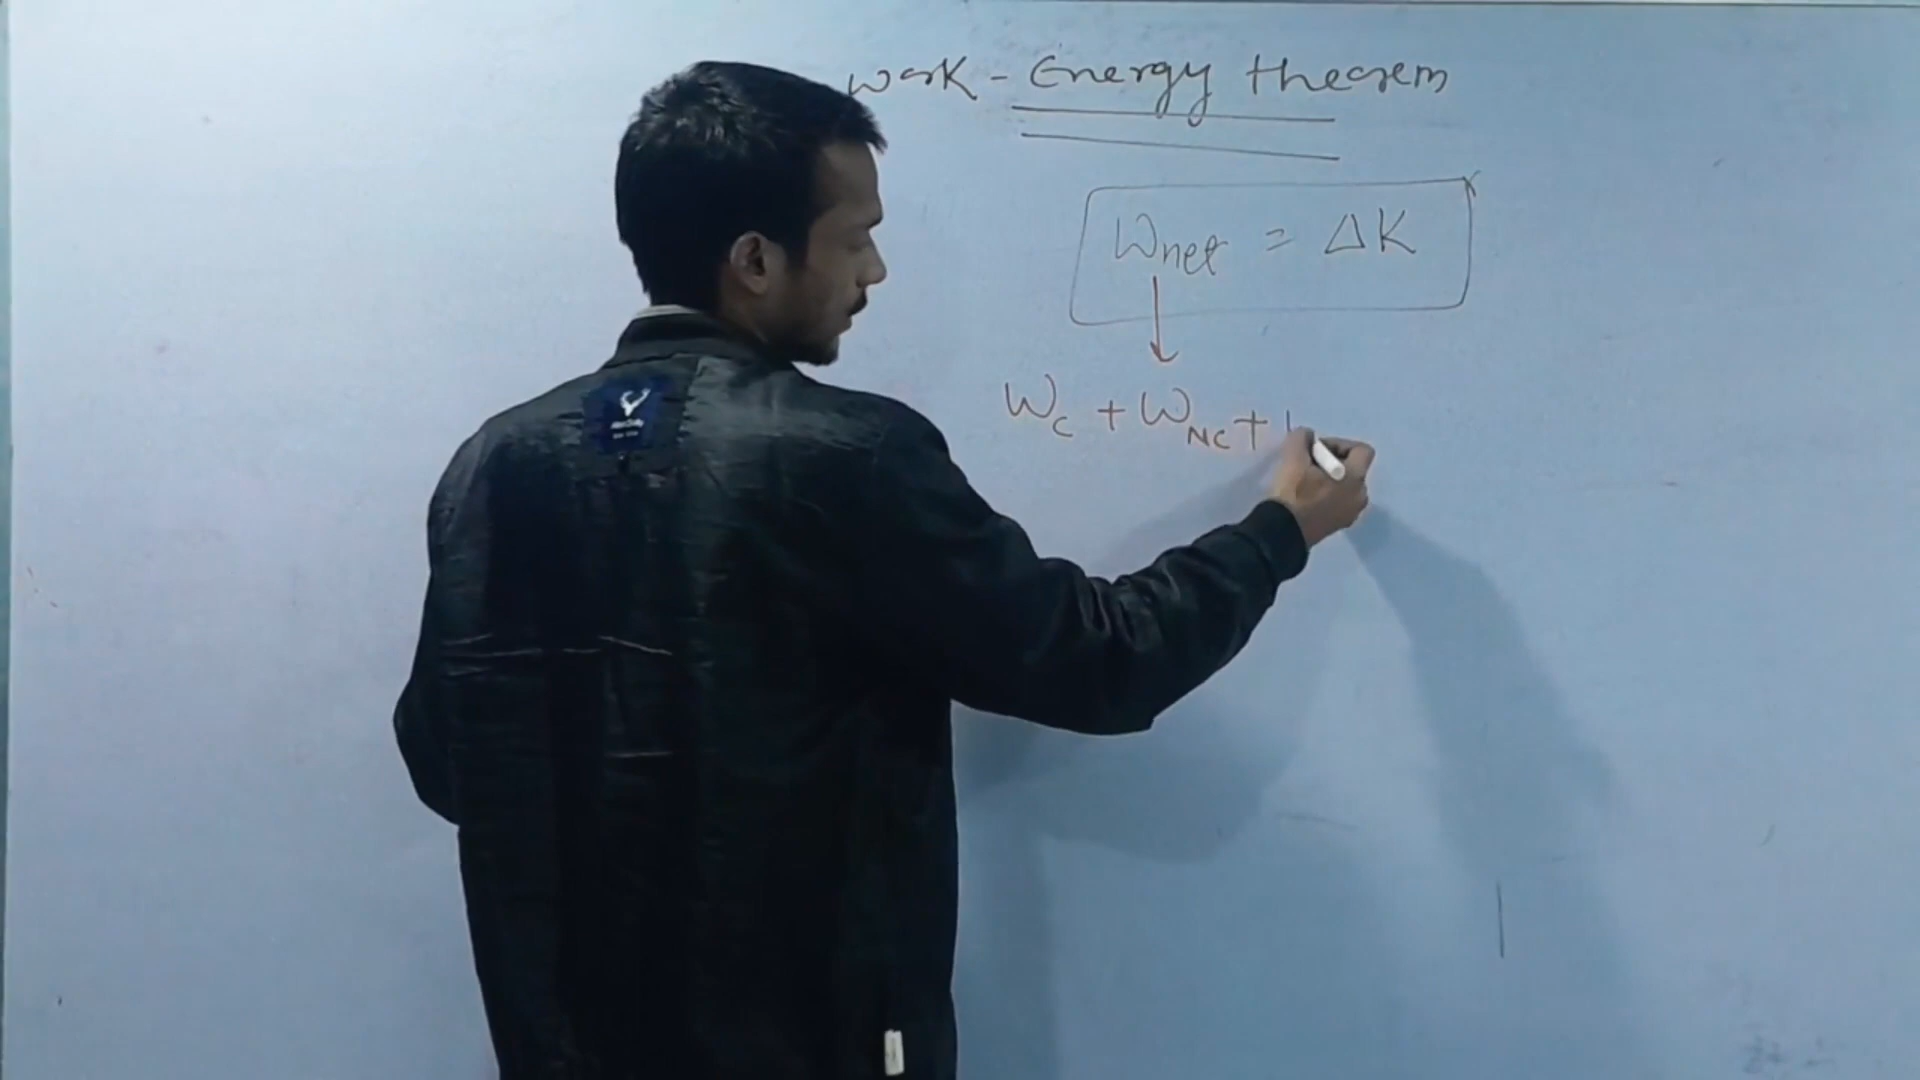 Work - Energy theorem
Wnet = ΔK
WC + WNC +